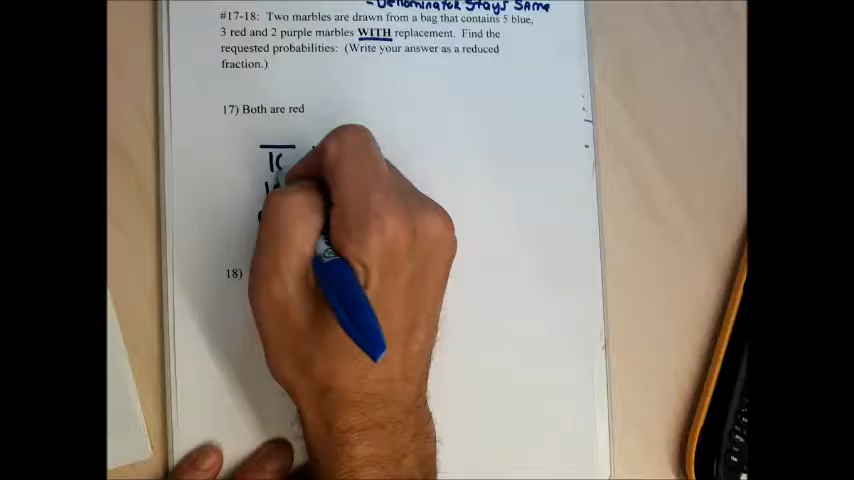 -Denominator Stays Same
#17-18: Two marbles are drawn from a bag that contains 5 blue,
3 red and 2 purple marbles WITH replacement. Find the
requested probabilities: (Write your answer as a reduced
fraction.)
17) Both are red
18)